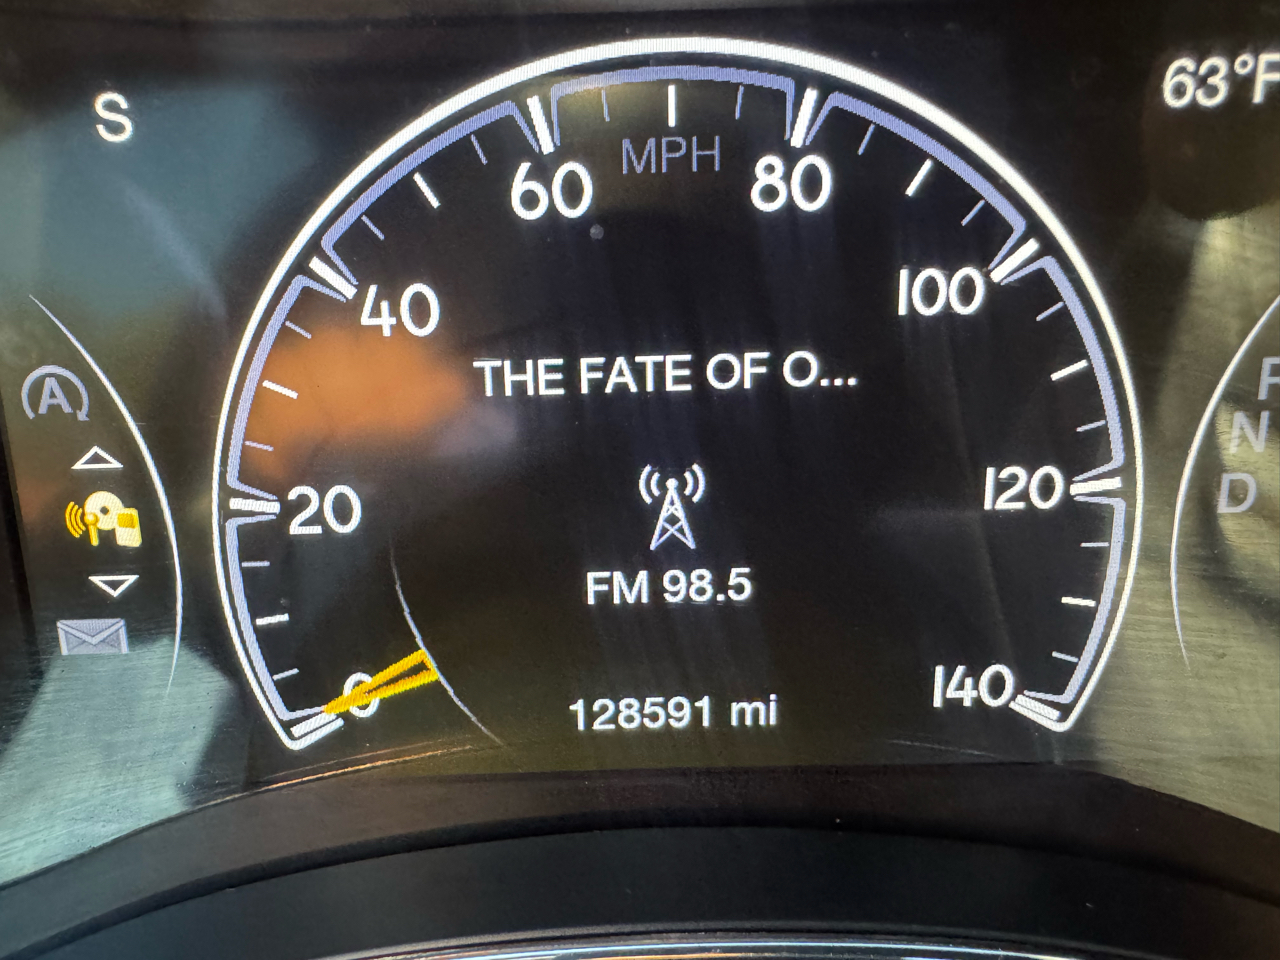 S
63°F
MPH
0
20
40
60
80
100
120
140
THE FATE OF O...
A
FM 98.5
N
D
128591 mi